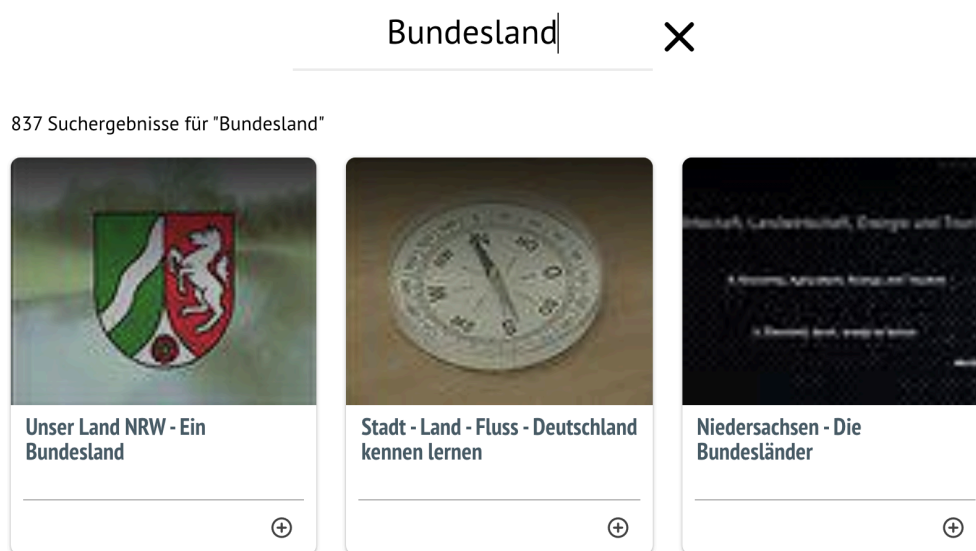 Bundesland
837 Suchergebnisse für "Bundesland"
Unser Land NRW - Ein
Bundesland
Stadt - Land - Fluss - Deutschland
kennen lernen
Niedersachsen - Die
Bundesländer